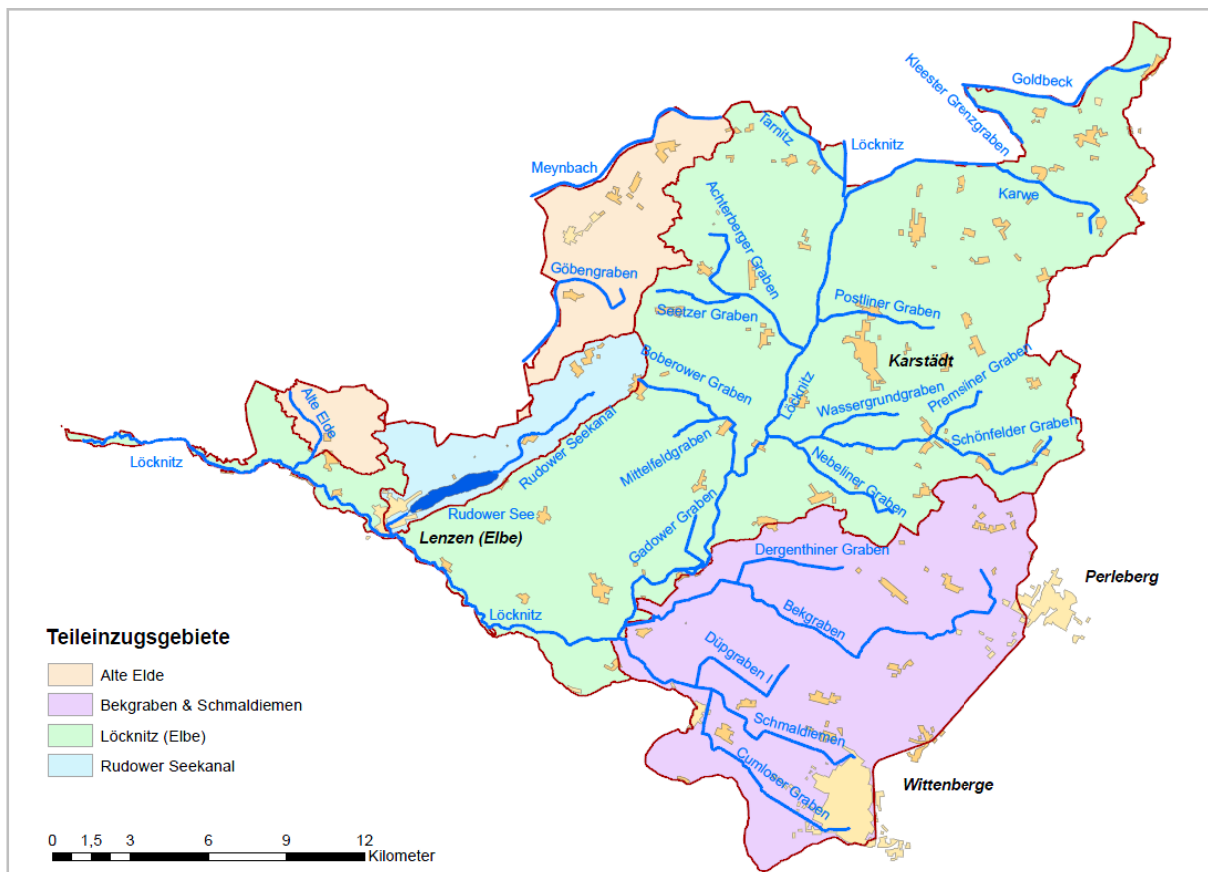 Goldbeck
Kleester Grenzgraben
Tarnitz
Löcknitz
Meynbach
Karwe
Achterberger Graben
Göbengraben
Seetzer Graben
Postliner Graben
Karstädt
Boberower Graben
Löcknitz
Wassergrundgraben
Premsliner Graben
Alte Elde
Schönfelder Graben
Rudower Seekanal
Mittelfeldgraben
Löcknitz
Nebeliner Graben
Rudower See
Lenzen (Elbe)
Gadower Graben
Dergenthiner Graben
Perleberg
Bekgraben
Löcknitz
Düpgraben I
Schmaldiemen
Cumloser Graben
Wittenberge
Teileinzugsgebiete
Alte Elde
Bekgraben & Schmaldiemen
Löcknitz (Elbe)
Rudower Seekanal
0 1,5 3 6 9 12
Kilometer